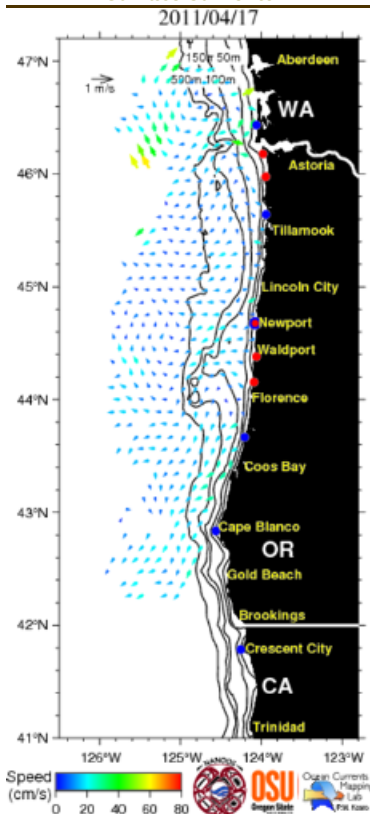 2011/04/17
47°N
46°N
45°N
44°N
43°N
42°N
41°N
1 m/s
150m 50m
590m 100m
Aberdeen
WA
Astoria
Tillamook
Lincoln City
Newport
Waldport
Florence
Coos Bay
Cape Blanco
OR
Gold Beach
Brookings
Crescent City
CA
Trinidad
126°W 125°W 124°W 123°W
Speed
(cm/s)
0 20 40 60 80
NANOOS
OSU
Oregon State
Ocean Currents
Mapping
Lab